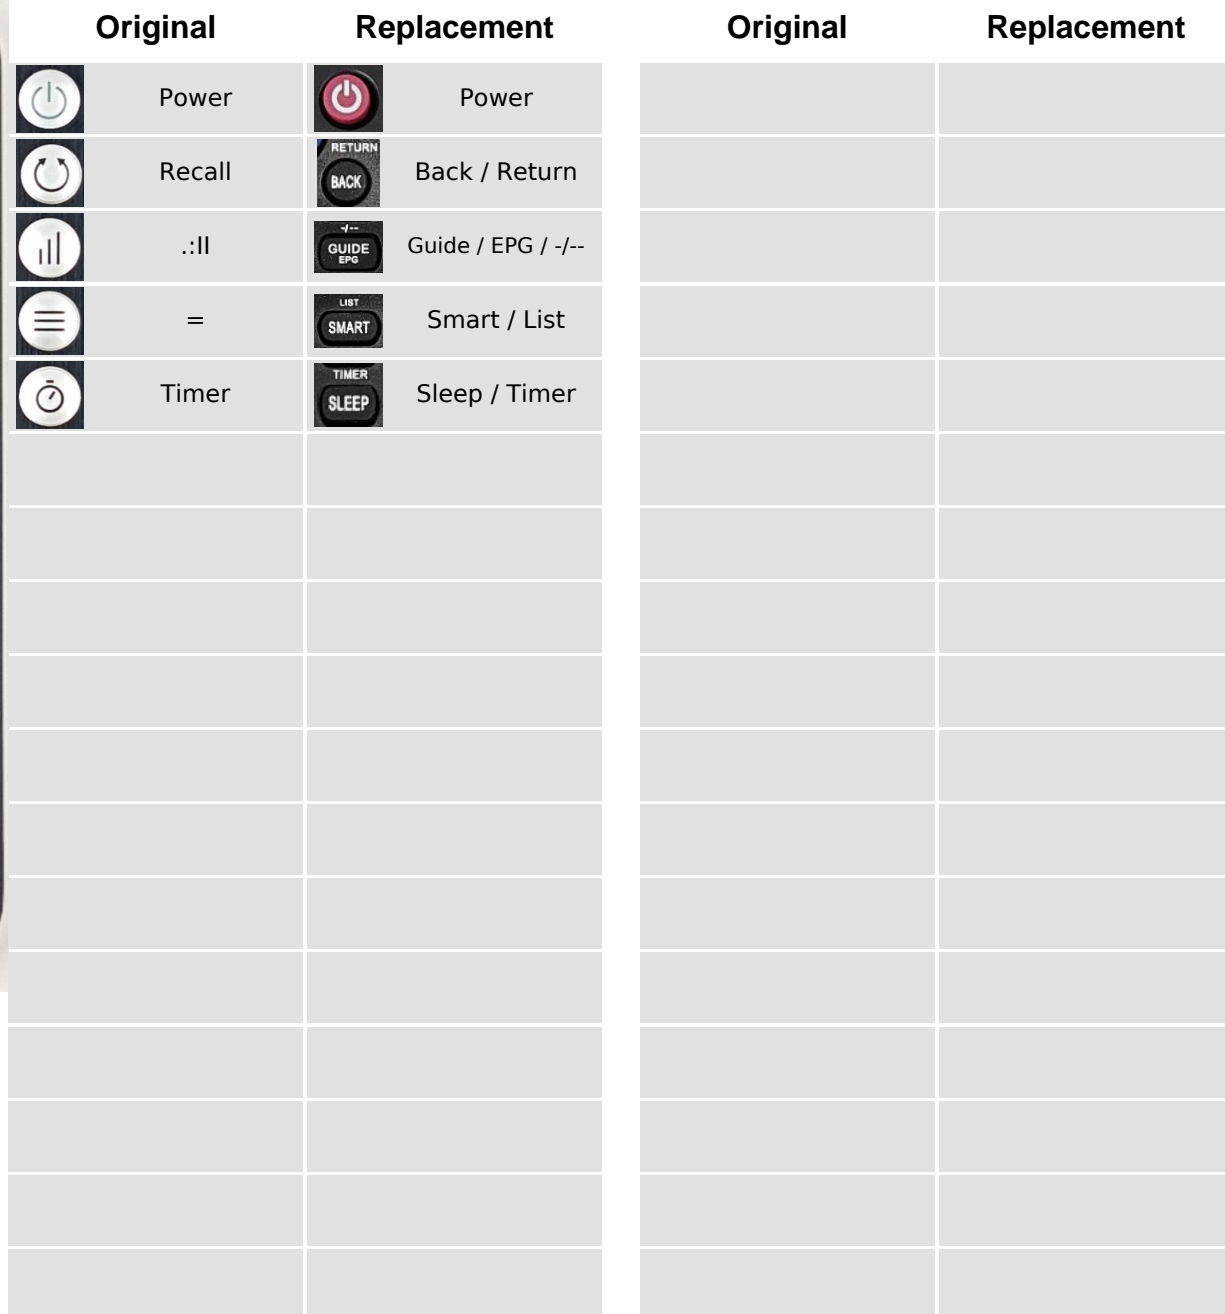 Original Replacement Original Replacement
Power Power
Recall RETURN BACK Back / Return
.:ll -/-- GUIDE EPG Guide / EPG / -/--
= LIST SMART Smart / List
Timer TIMER SLEEP Sleep / Timer